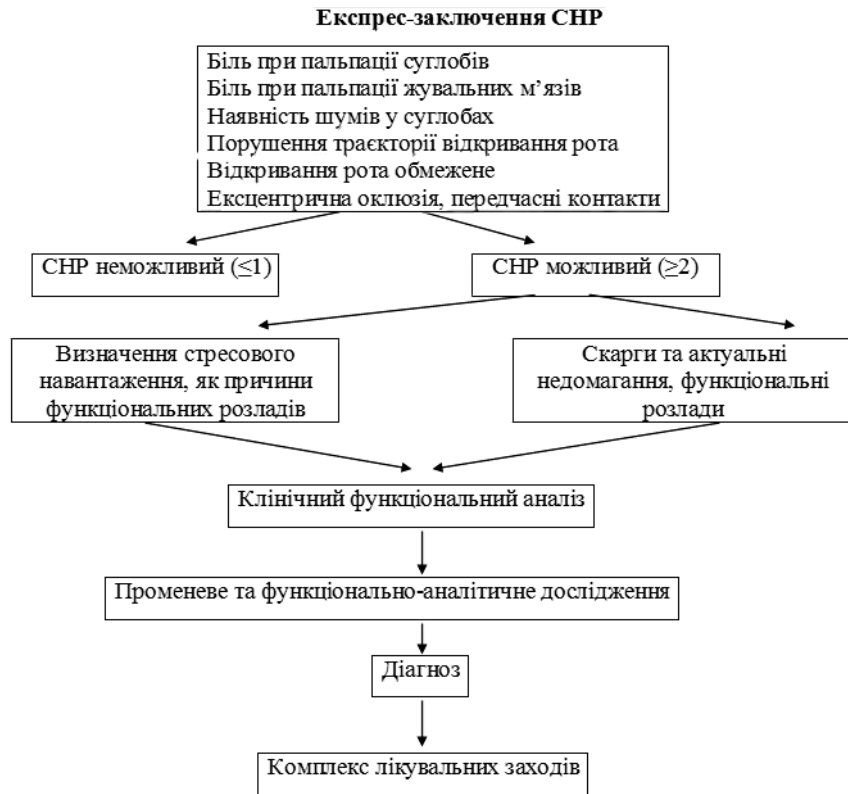 Експрес-заключення СНР
Біль при пальпації суглобів
Біль при пальпації жувальних м’язів
Наявність шумів у суглобах
Порушення траєкторії відкривання рота
Відкривання рота обмежене
Ексцентрична оклюзія, передчасні контакти
СНР неможливий (≤1)
СНР можливий (≥2)
Визначення стресового
навантаження, як причини
функціональних розладів
Скарги та актуальні
недомагання, функціональні
розлади
Клінічний функціональний аналіз
Променеве та функціонально-аналітичне дослідження
Діагноз
Комплекс лікувальних заходів